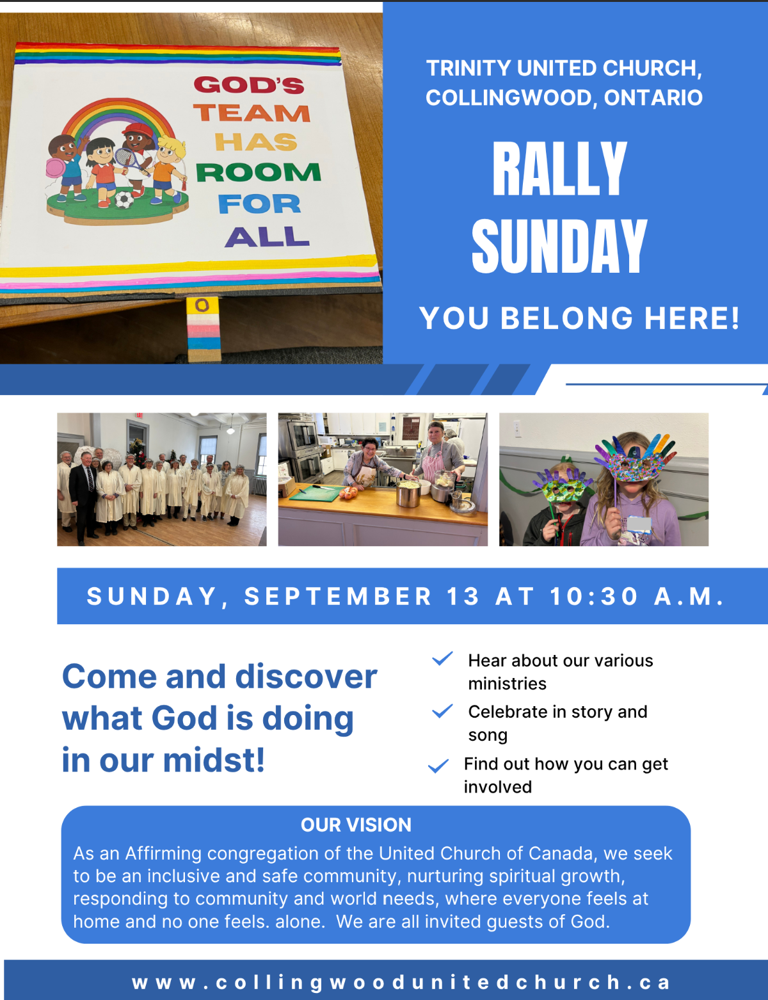 GOD'S
TEAM
HAS
ROOM
FOR
ALL
TRINITY UNITED CHURCH,
COLLINGWOOD, ONTARIO
RALLY
SUNDAY
YOU BELONG HERE!
SUNDAY, SEPTEMBER 13 AT 10:30 A.M.
Come and discover
what God is doing
in our midst!
Hear about our various
ministries
Celebrate in story and
song
Find out how you can get
involved
OUR VISION
As an Affirming congregation of the United Church of Canada, we seek
to be an inclusive and safe community, nurturing spiritual growth,
responding to community and world needs, where everyone feels at
home and no one feels. alone.  We are all invited guests of God.
www.collingwoodunitedchurch.ca